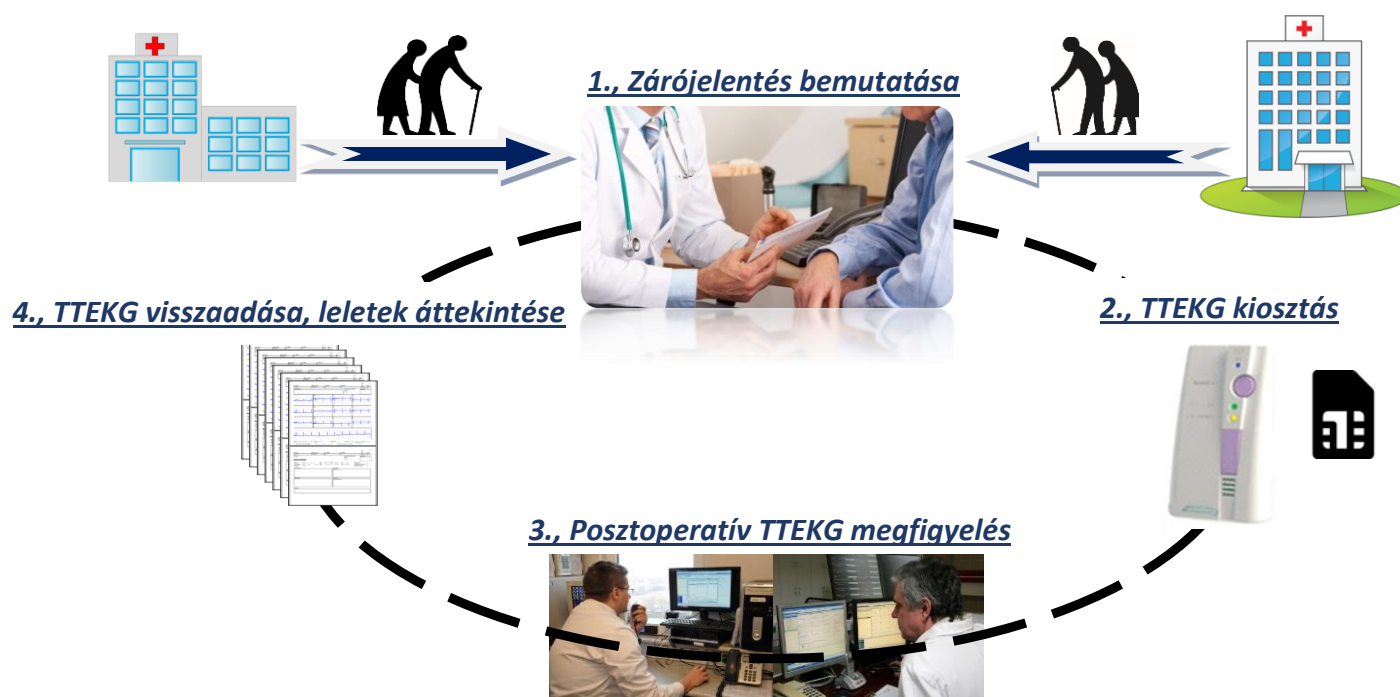 1., Zárójelentés bemutatása
4., TTEKG visszaadása, leletek áttekintése
2., TTEKG kiosztás
3., Posztoperatív TTEKG megfigyelés